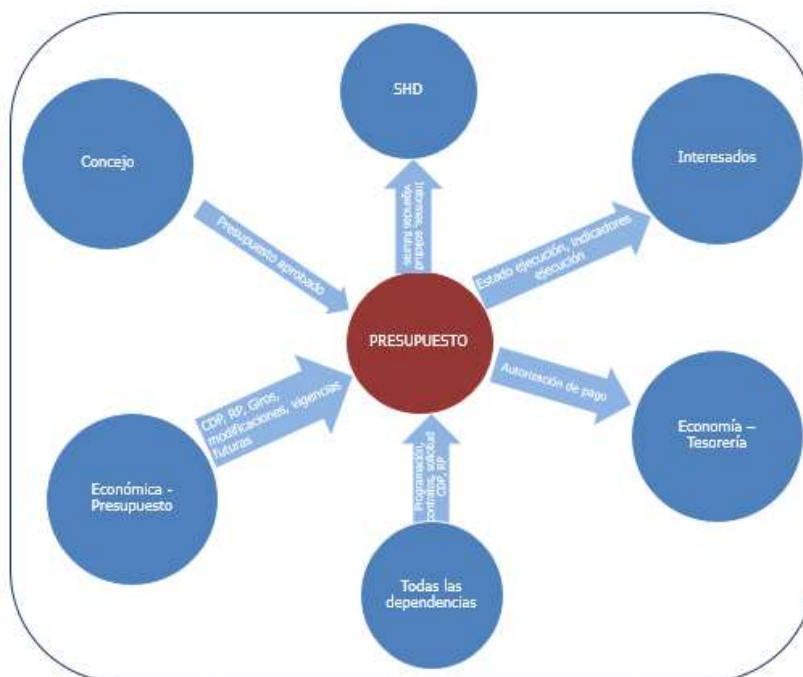 SHD
Concejo
Interesados
Informes, solicitud
vigencias futuras
Presupuesto aprobado
Estado ejecución, Indicadores
ejecución
PRESUPUESTO
Autorización de pago
CDP, RP, Giros,
modificaciones, vigencias
futuras
Economía –
Tesorería
Económica -
Presupuesto
Programación,
contratos, solicitud
CDP, RP
Todas las
dependencias